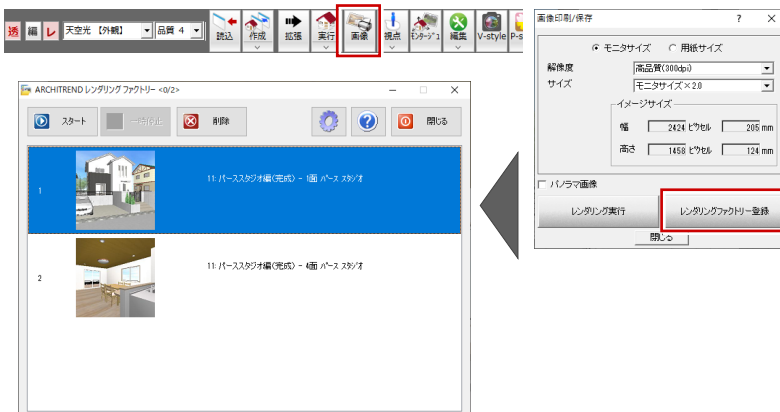 透 編 レ 天空光 【外観】 品質 4 読込 作成 拡張 実行 画像 視点 ﾓﾝﾀｰｼﾞ1 編集 V-style P-s
画像印刷/保存 ? ×
モニタサイズ 用紙サイズ
解像度 高品質(300dpi)
サイズ モニタサイズ×2.0
イメージサイズ
幅 2424 ﾋﾟｸｾﾙ 205 mm
高さ 1458 ﾋﾟｸｾﾙ 124 mm
パノラマ画像
レンダリング実行 レンダリングファクトリー登録
閉じる
ARCHITREND レンダリングファクトリー <0/2>
スタート 一時停止 削除 ? 閉じる
1 11: パーススタジオ編(完成) - 1面 ﾊﾟｰｽ ｽﾀｼﾞｵ
2 11: パーススタジオ編(完成) - 4面 ﾊﾟｰｽ ｽﾀｼﾞｵ